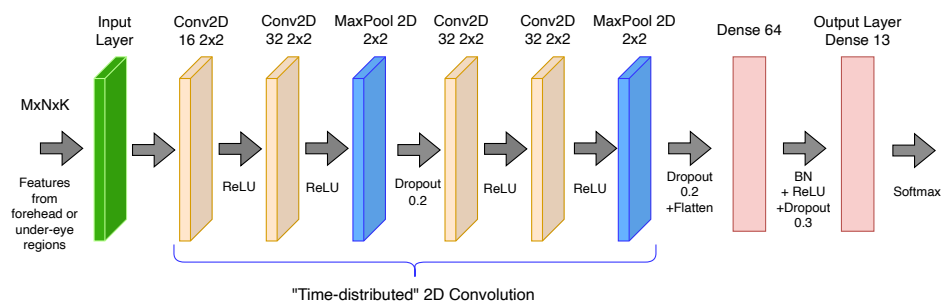 Input
Layer
Conv2D
16 2x2
Conv2D
32 2x2
MaxPool 2D
2x2
Conv2D
32 2x2
Conv2D
32 2x2
MaxPool 2D
2x2
Dense 64
Output Layer
Dense 13
MxNxK
Features
from
forehead or
under-eye
regions
ReLU
ReLU
Dropout
0.2
ReLU
ReLU
Dropout
0.2
+Flatten
BN
+ ReLU
+Dropout
0.3
Softmax
"Time-distributed" 2D Convolution